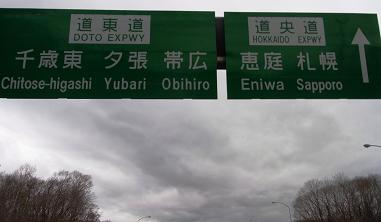 道東道
DOTO EXPWY
千歳東 夕張 帯広
Chitose-higashi Yubari Obihiro
道央道
HOKKAIDO EXPWY
恵庭 札幌
Eniwa Sapporo